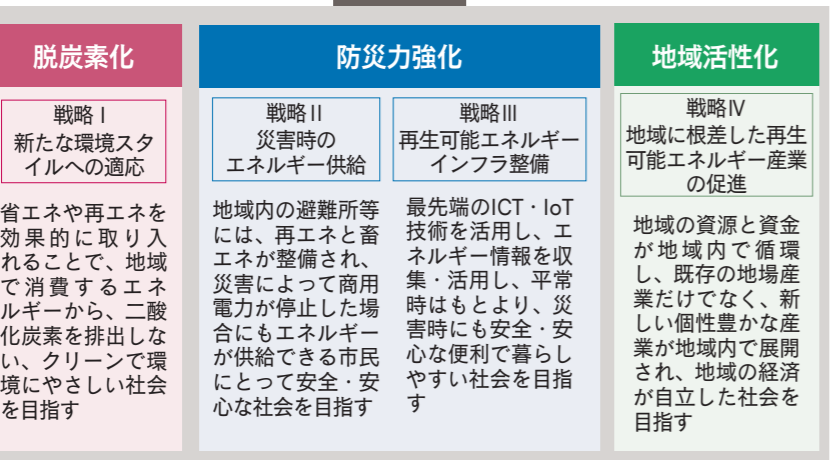 脱炭素化
戦略Ⅰ
新たな環境スタ
イルへの適応
省エネや再エネを
効果的に取り入
れることで、地域
で消費するエネ
ルギーから、二酸
化炭素を排出しな
い、クリーンで環
境にやさしい社会
を目指す
防災力強化
戦略Ⅱ
災害時の
エネルギー供給
地域内の避難所等
には、再エネと畜
エネが整備され、
災害によって商用
電力が停止した場
合にもエネルギー
が供給できる市民
にとって安全・安
心な社会を目指す
戦略Ⅲ
再生可能エネルギー
インフラ整備
最先端のICT・IoT
技術を活用し、エ
ネルギー情報を収
集・活用し、平常
時はもとより、災
害時にも安全・安
心な便利で暮らし
やすい社会を目指
す
地域活性化
戦略Ⅳ
地域に根差した再生
可能エネルギー産業
の促進
地域の資源と資金
が地域内で循環
し、既存の地場産
業だけでなく、新
しい個性豊かな産
業が地域内で展開
され、地域の経済
が自立した社会を
目指す